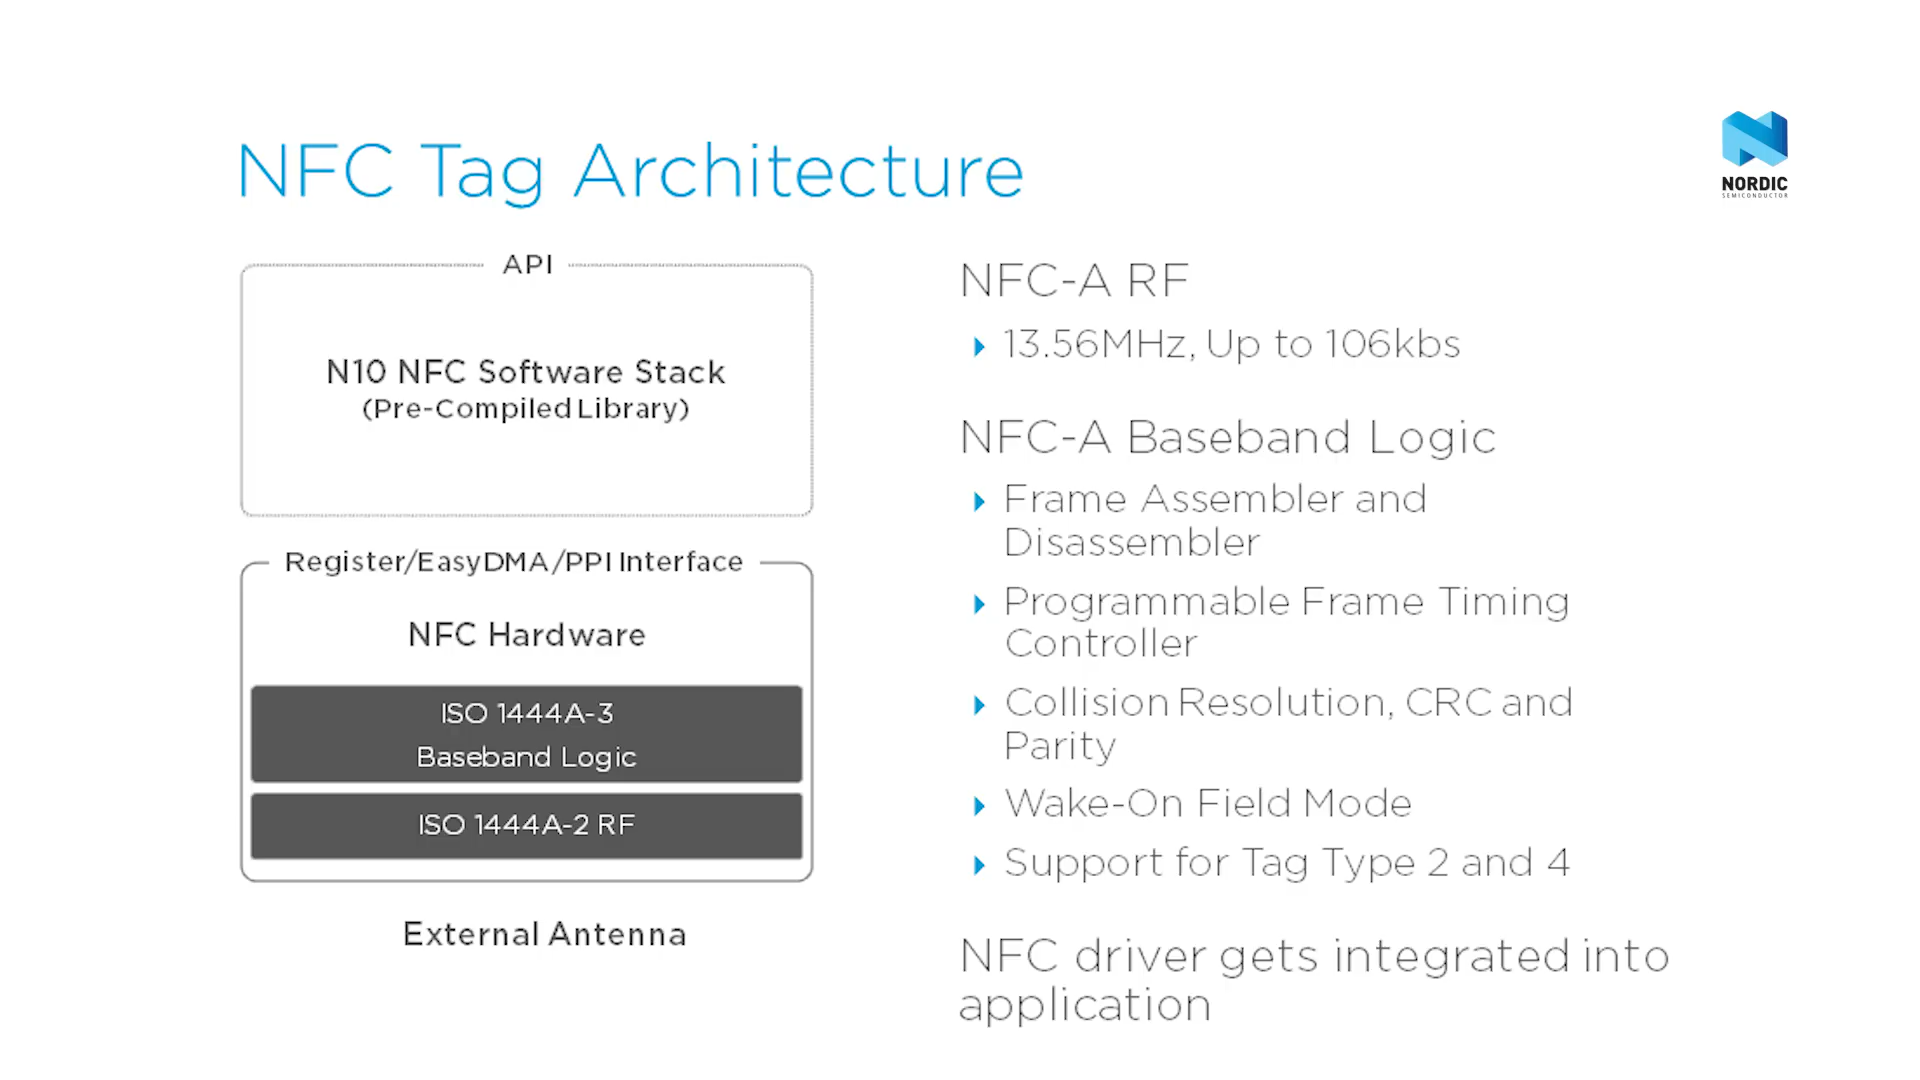 NFC Tag Architecture
NORDIC
SEMICONDUCTOR
API
N10 NFC Software Stack
(Pre-Compiled Library)
Register/EasyDMA/PPI Interface
NFC Hardware
ISO 1444A-3
Baseband Logic
ISO 1444A-2 RF
External Antenna
NFC-A RF
13.56MHz, Up to 106kbs
NFC-A Baseband Logic
Frame Assembler and
Disassembler
Programmable Frame Timing
Controller
Collision Resolution, CRC and
Parity
Wake-On Field Mode
Support for Tag Type 2 and 4
NFC driver gets integrated into
application